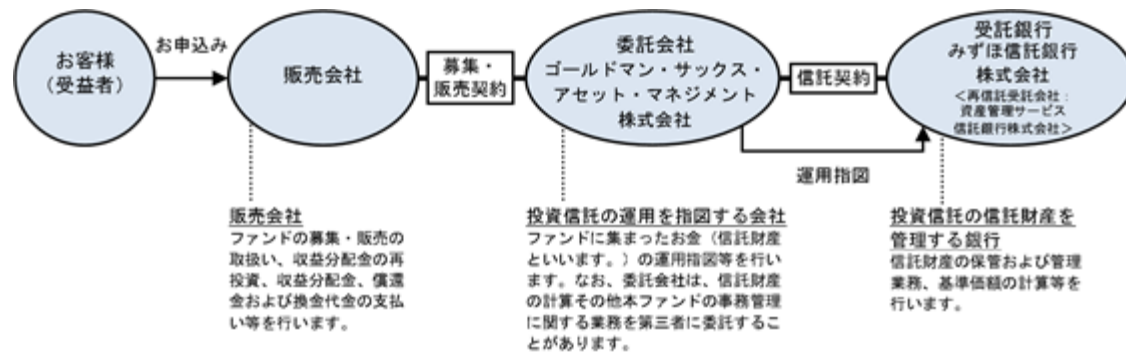 お客様
（受益者）
お申込み
販売会社
募集・
販売契約
委託会社
ゴールドマン・サックス・
アセット・マネジメント
株式会社
信託契約
受託銀行
みずほ信託銀行
株式会社
＜再信託受託会社：
資産管理サービス
信託銀行株式会社＞
運用指図
販売会社
ファンドの募集・販売の
取扱い、収益分配金の再
投資、収益分配金、償還
金および換金代金の支払
い等を行います。
投資信託の運用を指図する会社
ファンドに集まったお金（信託財産
といいます。）の運用指図等を行い
ます。なお、委託会社は、信託財産
の計算その他本ファンドの事務管理
に関する業務を第三者に委託するこ
とがあります。
投資信託の信託財産を
管理する銀行
信託財産の保管および管理
業務、基準価額の計算等を
行います。